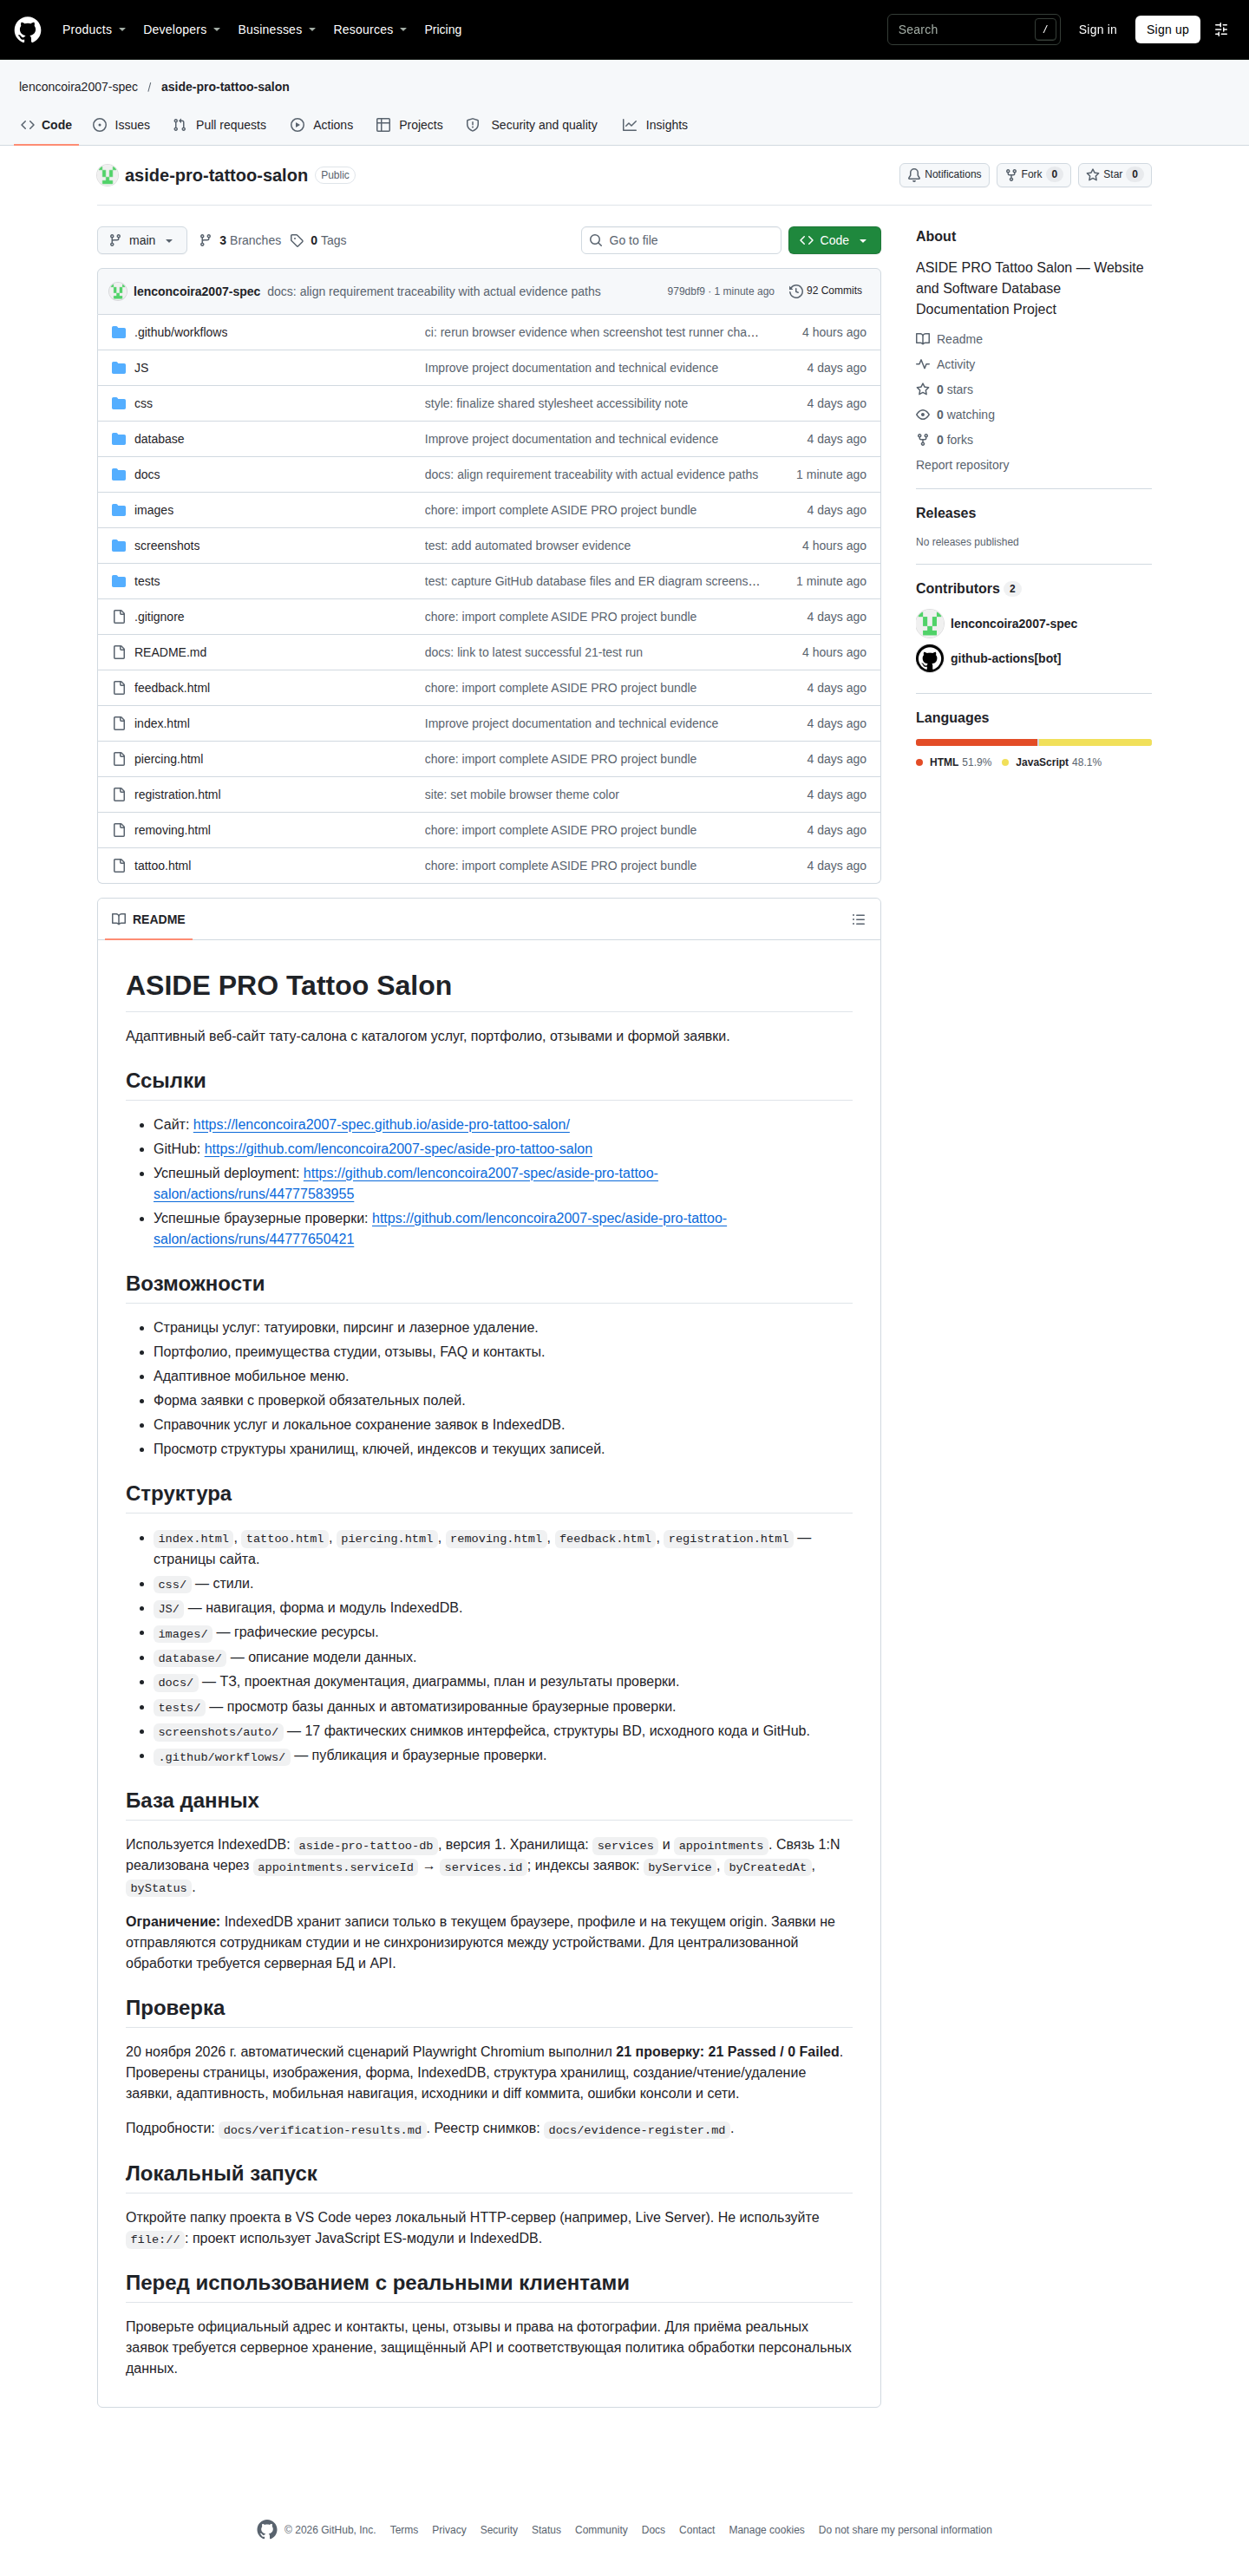 Products Developers Businesses Resources Pricing Search / Sign in Sign up
lenconcoira2007-spec / aside-pro-tattoo-salon
Code Issues Pull requests Actions Projects Security and quality Insights
aside-pro-tattoo-salon Public Notifications Fork 0 Star 0
main 3 Branches 0 Tags Go to file Code
lenconcoira2007-spec docs: align requirement traceability with actual evidence paths 979dbf9 · 1 minute ago 92 Commits
.github/workflows ci: rerun browser evidence when screenshot test runner cha… 4 hours ago
JS Improve project documentation and technical evidence 4 days ago
css style: finalize shared stylesheet accessibility note 4 days ago
database Improve project documentation and technical evidence 4 days ago
docs docs: align requirement traceability with actual evidence paths 1 minute ago
images chore: import complete ASIDE PRO project bundle 4 days ago
screenshots test: add automated browser evidence 4 hours ago
tests test: capture GitHub database files and ER diagram screens… 1 minute ago
.gitignore chore: import complete ASIDE PRO project bundle 4 days ago
README.md docs: link to latest successful 21-test run 4 hours ago
feedback.html chore: import complete ASIDE PRO project bundle 4 days ago
index.html Improve project documentation and technical evidence 4 days ago
piercing.html chore: import complete ASIDE PRO project bundle 4 days ago
registration.html site: set mobile browser theme color 4 days ago
removing.html chore: import complete ASIDE PRO project bundle 4 days ago
tattoo.html chore: import complete ASIDE PRO project bundle 4 days ago
README
ASIDE PRO Tattoo Salon
Адаптивный веб-сайт тату-салона с каталогом услуг, портфолио, отзывами и формой заявки.
Ссылки
Сайт: https://lenconcoira2007-spec.github.io/aside-pro-tattoo-salon/
GitHub: https://github.com/lenconcoira2007-spec/aside-pro-tattoo-salon
Успешный deployment: https://github.com/lenconcoira2007-spec/aside-pro-tattoo-
salon/actions/runs/44777583955
Успешные браузерные проверки: https://github.com/lenconcoira2007-spec/aside-pro-tattoo-
salon/actions/runs/44777650421
Возможности
Страницы услуг: татуировки, пирсинг и лазерное удаление.
Портфолио, преимущества студии, отзывы, FAQ и контакты.
Адаптивное мобильное меню.
Форма заявки с проверкой обязательных полей.
Справочник услуг и локальное сохранение заявок в IndexedDB.
Просмотр структуры хранилищ, ключей, индексов и текущих записей.
Структура
index.html, tattoo.html, piercing.html, removing.html, feedback.html, registration.html —
страницы сайта.
css/ — стили.
JS/ — навигация, форма и модуль IndexedDB.
images/ — графические ресурсы.
database/ — описание модели данных.
docs/ — ТЗ, проектная документация, диаграммы, план и результаты проверки.
tests/ — просмотр базы данных и автоматизированные браузерные проверки.
screenshots/auto/ — 17 фактических снимков интерфейса, структуры BD, исходного кода и GitHub.
.github/workflows/ — публикация и браузерные проверки.
База данных
Используется IndexedDB: aside-pro-tattoo-db, версия 1. Хранилища: services и appointments. Связь 1:N
реализована через appointments.serviceId → services.id; индексы заявок: byService, byCreatedAt,
byStatus.
Ограничение: IndexedDB хранит записи только в текущем браузере, профиле и на текущем origin. Заявки не
отправляются сотрудникам студии и не синхронизируются между устройствами. Для централизованной
обработки требуется серверная БД и API.
Проверка
20 ноября 2026 г. автоматический сценарий Playwright Chromium выполнил 21 проверку: 21 Passed / 0 Failed.
Проверены страницы, изображения, форма, IndexedDB, структура хранилищ, создание/чтение/удаление
заявки, адаптивность, мобильная навигация, исходники и diff коммита, ошибки консоли и сети.
Подробности: docs/verification-results.md. Реестр снимков: docs/evidence-register.md.
Локальный запуск
Откройте папку проекта в VS Code через локальный HTTP-сервер (например, Live Server). Не используйте
file://: проект использует JavaScript ES-модули и IndexedDB.
Перед использованием с реальными клиентами
Проверьте официальный адрес и контакты, цены, отзывы и права на фотографии. Для приёма реальных
заявок требуется серверное хранение, защищённый API и соответствующая политика обработки персональных
данных.
About
ASIDE PRO Tattoo Salon — Website
and Software Database
Documentation Project
Readme
Activity
0 stars
0 watching
0 forks
Report repository
Releases
No releases published
Contributors 2
lenconcoira2007-spec
github-actions[bot]
Languages
HTML 51.9% JavaScript 48.1%
© 2026 GitHub, Inc. Terms Privacy Security Status Community Docs Contact Manage cookies Do not share my personal information